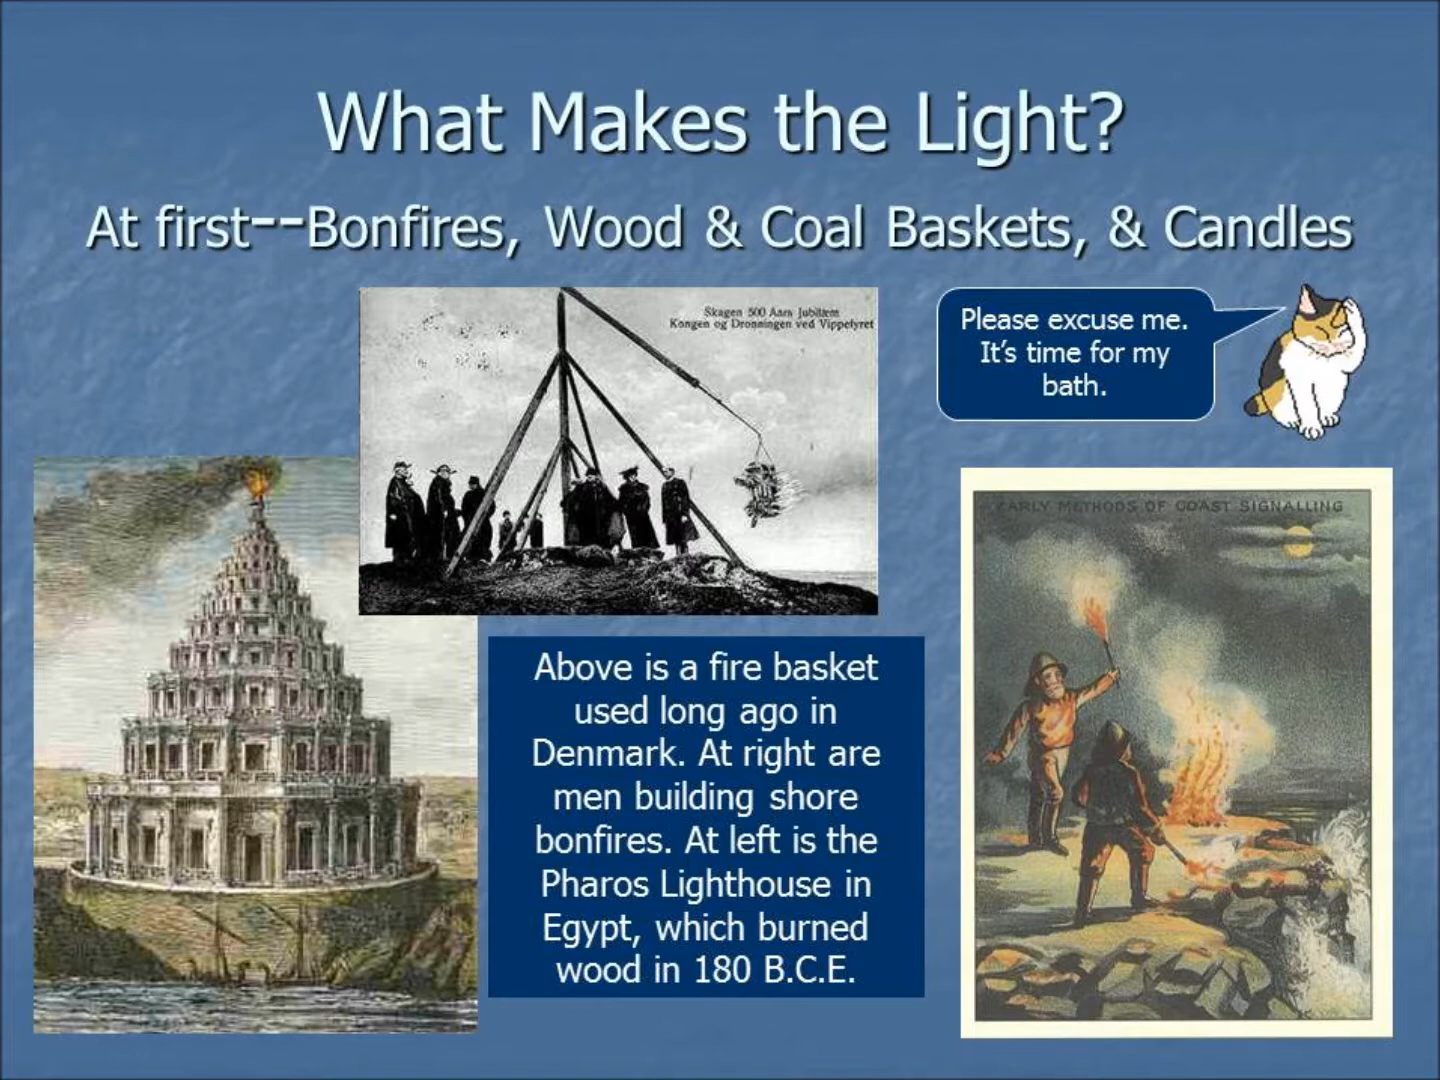 What Makes the Light?
At first--Bonfires, Wood & Coal Baskets, & Candles
Skagen 500 Aars Jubilæm
Kongen og Dronningen ved Vippefyret
Please excuse me.
It's time for my
bath.
EARLY METHODS OF COAST SIGNALLING
Above is a fire basket
used long ago in
Denmark. At right are
men building shore
bonfires. At left is the
Pharos Lighthouse in
Egypt, which burned
wood in 180 B.C.E.